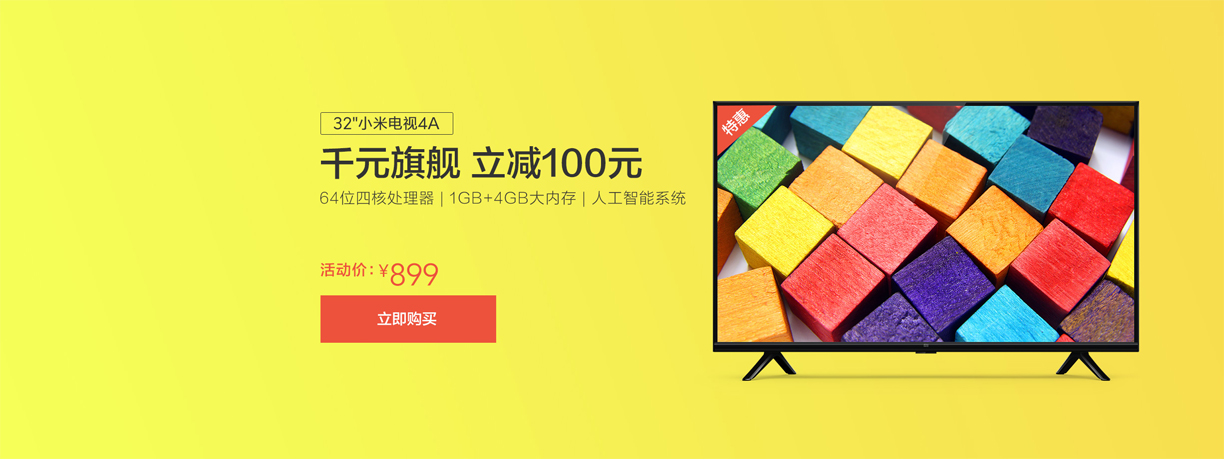 32"小米电视4A
千元旗舰 立减100元
64位四核处理器 | 1GB+4GB大内存 | 人工智能系统
活动价：¥899
立即购买
特惠